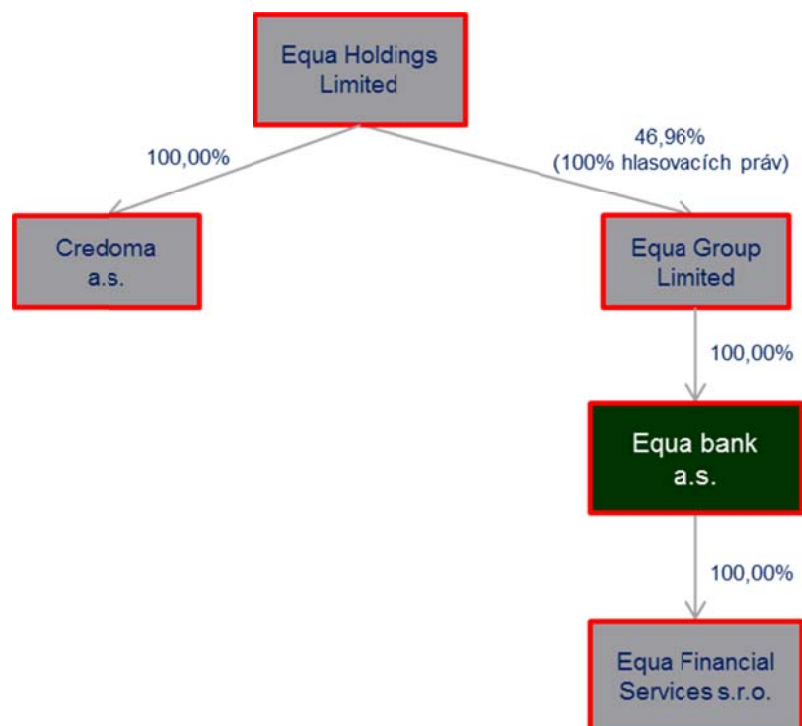 Equa Holdings
Limited
100,00%
46,96%
(100% hlasovacích práv)
Credoma
a.s.
Equa Group
Limited
100,00%
Equa bank
a.s.
100,00%
Equa Financial
Services s.r.o.